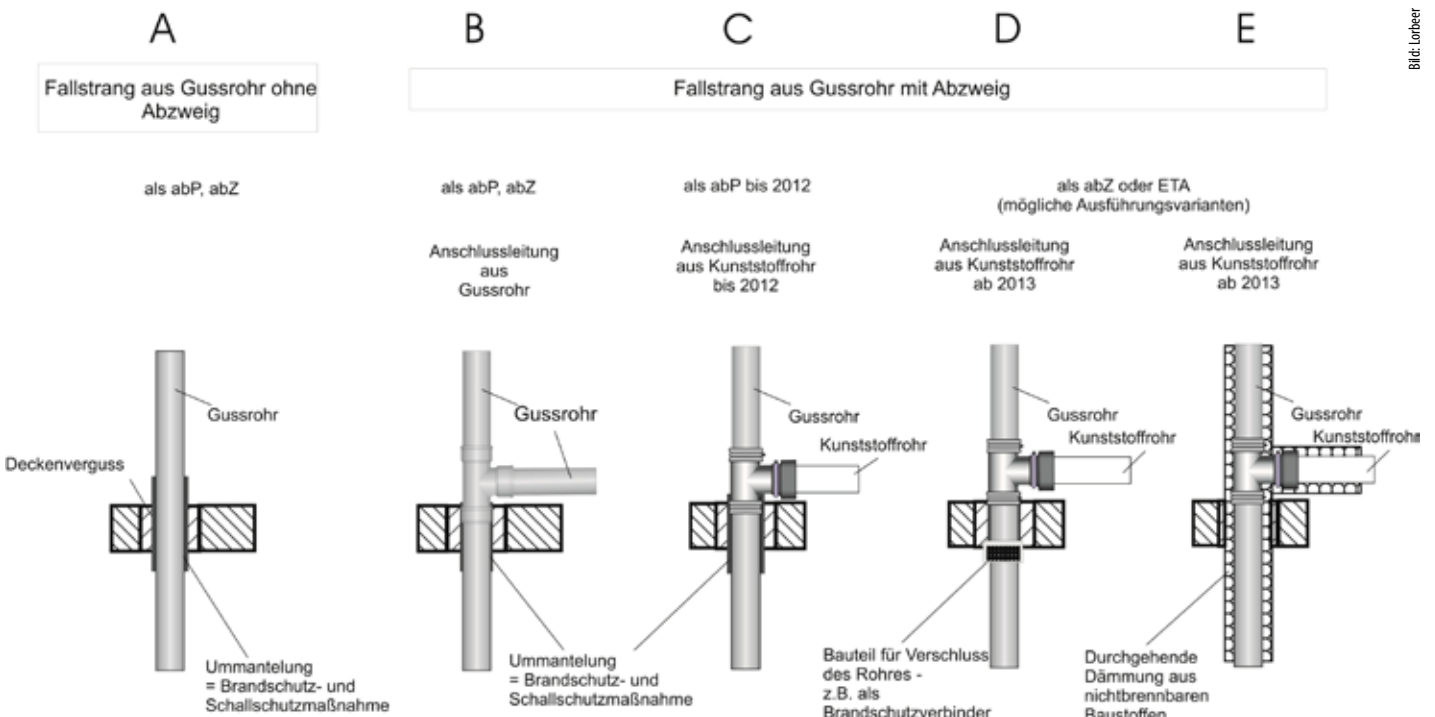 A
B
C
D
E
Bild: Lorbeer
Fallstrang aus Gussrohr ohne
Abzweig
Fallstrang aus Gussrohr mit Abzweig
als abP, abZ
als abP, abZ
als abP bis 2012
als abZ oder ETA
(mögliche Ausführungsvarianten)
Anschlussleitung
aus
Gussrohr
Anschlussleitung
aus Kunststoffrohr
bis 2012
Anschlussleitung
aus Kunststoffrohr
ab 2013
Anschlussleitung
aus Kunststoffrohr
ab 2013
Gussrohr
Deckenverguss
Ummantelung
= Brandschutz- und
Schallschutzmaßnahme
Gussrohr
Ummantelung
= Brandschutz- und
Schallschutzmaßnahme
Gussrohr
Kunststoffrohr
Gussrohr
Kunststoffrohr
Bauteil für Verschluss
des Rohres -
z.B. als
Brandschutzverbinder
Gussrohr
Kunststoffrohr
Durchgehende
Dämmung aus
nichtbrennbaren
Baustoffen